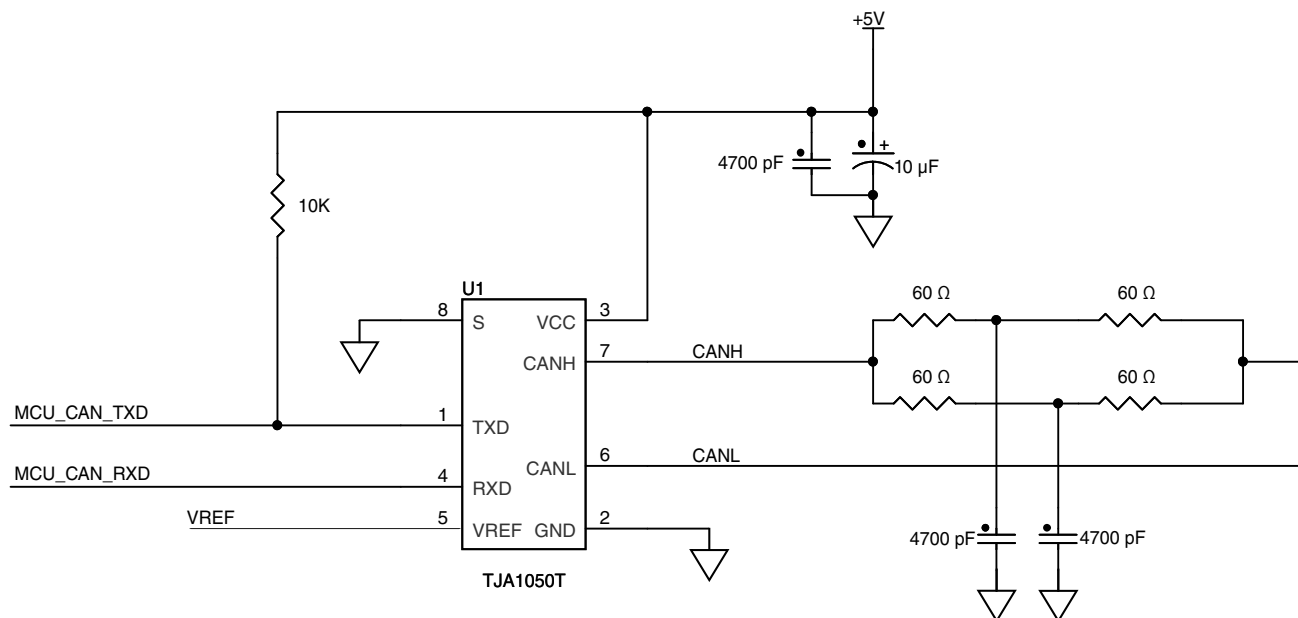 +5V
4700 pF
+
10 µF
10K
U1
8
S
VCC
3
60 Ω
60 Ω
CANH
7
CANH
60 Ω
60 Ω
MCU_CAN_TXD
1
TXD
CANL
6
CANL
MCU_CAN_RXD
4
RXD
VREF
5
VREF
GND
2
4700 pF
4700 pF
TJA1050T